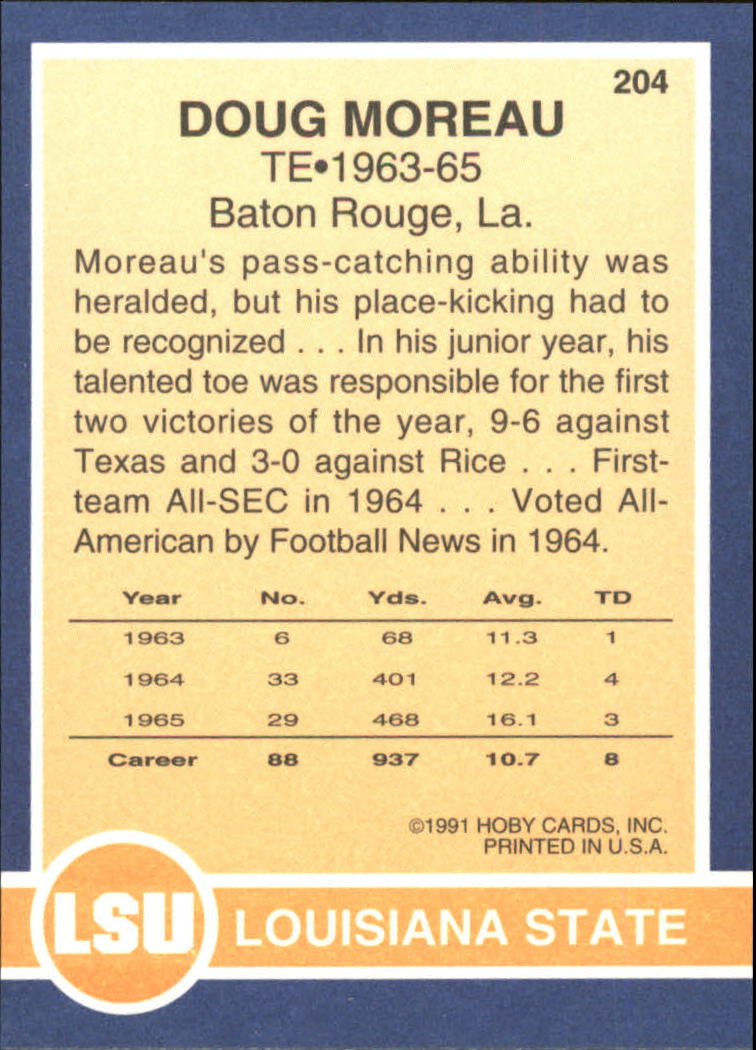 204
DOUG MOREAU
TE•1963-65
Baton Rouge, La.
Moreau's pass-catching ability was
heralded, but his place-kicking had to
be recognized . . . In his junior year, his
talented toe was responsible for the first
two victories of the year, 9-6 against
Texas and 3-0 against Rice . . . First-
team All-SEC in 1964 . . . Voted All-
American by Football News in 1964.
Year No. Yds. Avg. TD
1963 6 68 11.3 1
1964 33 401 12.2 4
1965 29 468 16.1 3
Career 88 937 10.7 8
©1991 HOBY CARDS, INC.
PRINTED IN U.S.A.
LSU LOUISIANA STATE